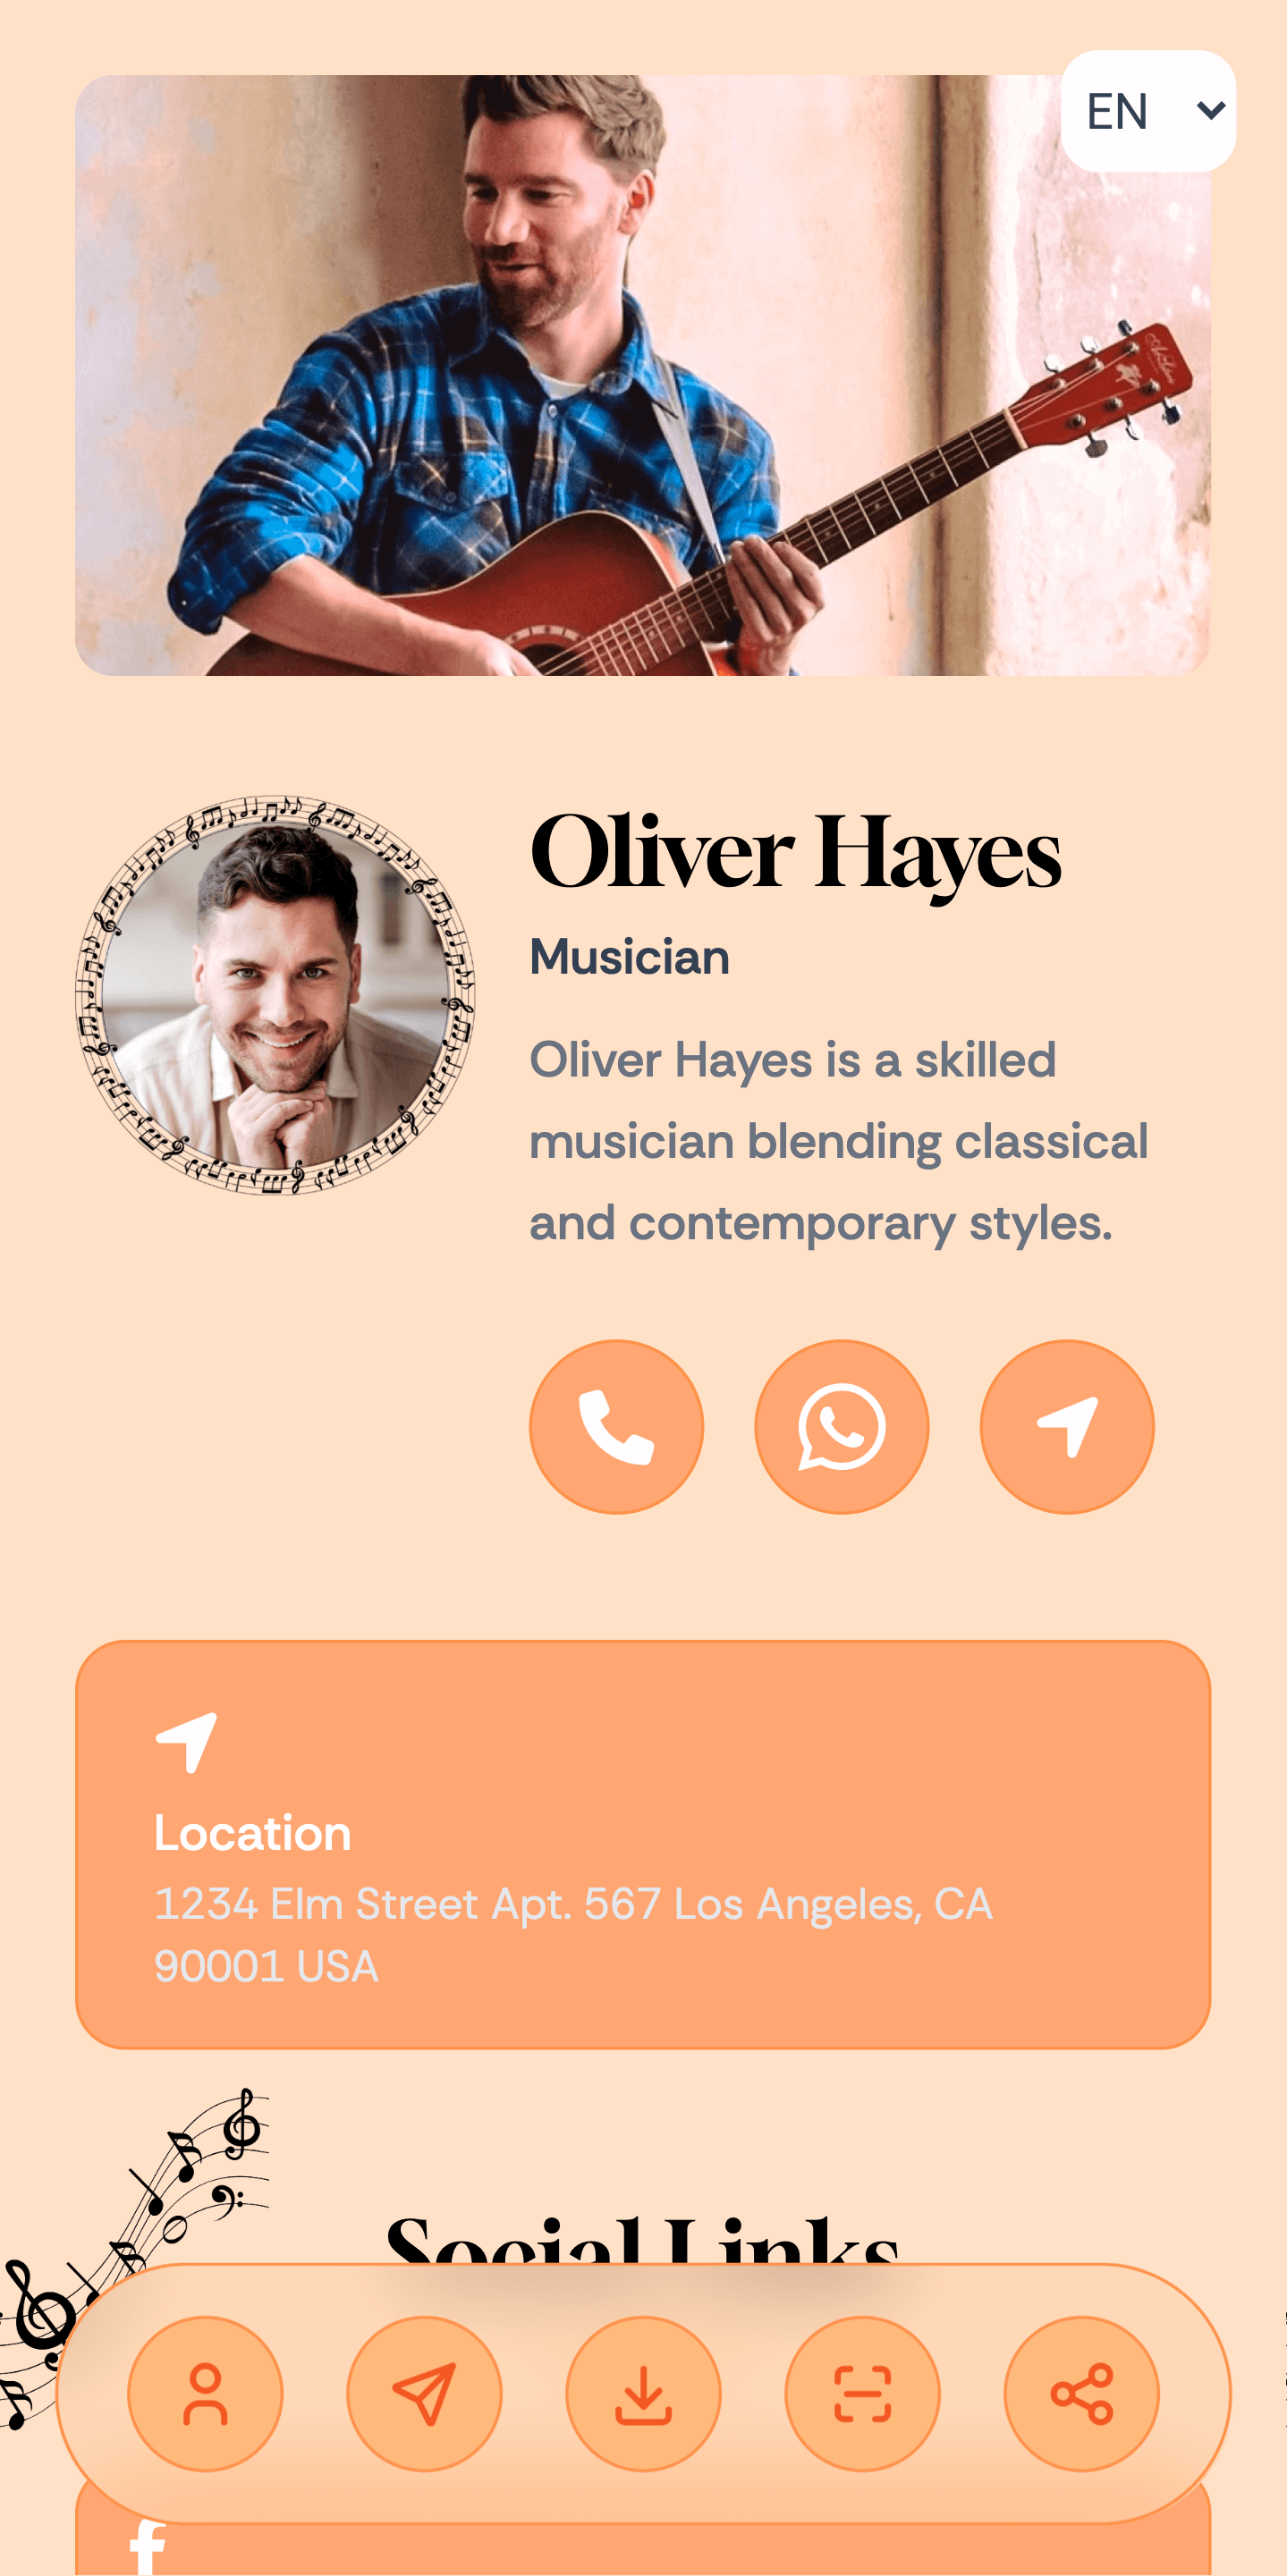 EN
Oliver Hayes
Musician
Oliver Hayes is a skilled
musician blending classical
and contemporary styles.
Location
1234 Elm Street Apt. 567 Los Angeles, CA
90001 USA
Social Links